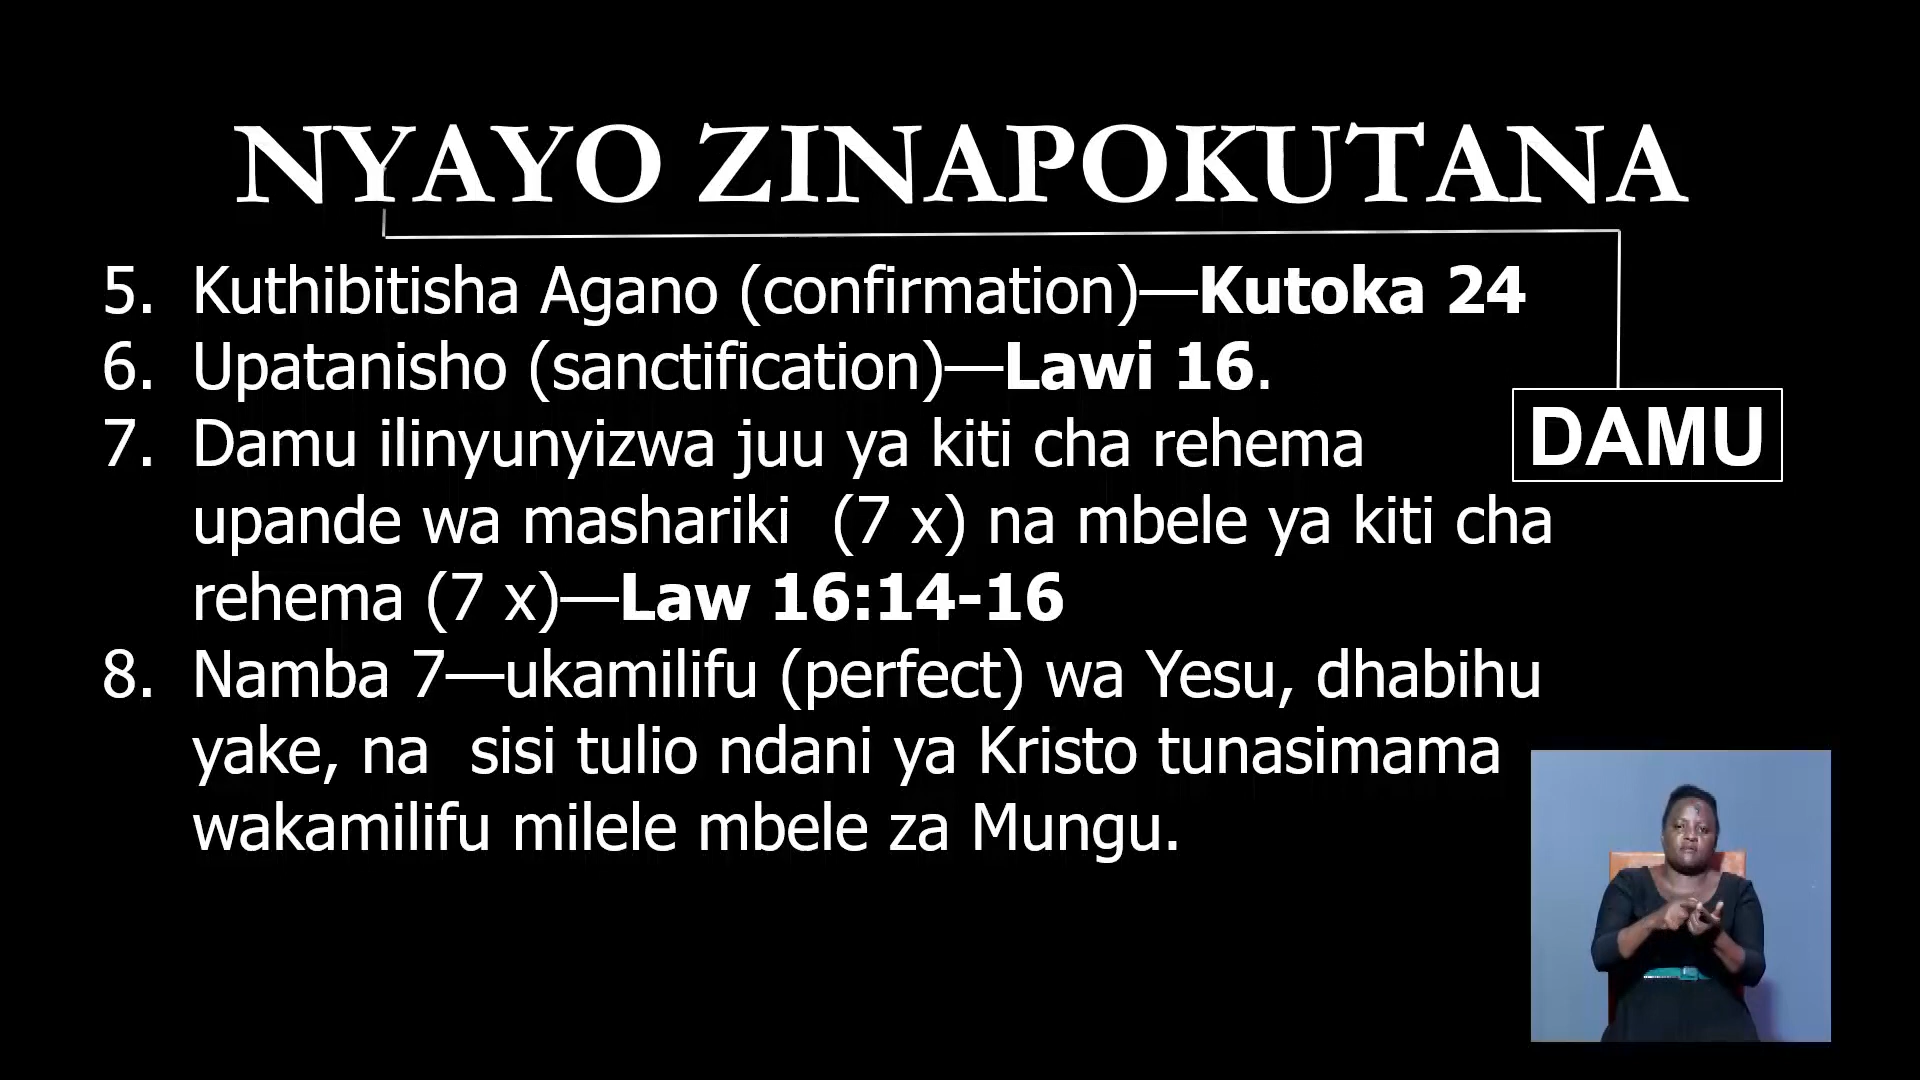 NYAYO ZINAPOKUTANA
5. Kuthibitisha Agano (confirmation)—Kutoka 24
6. Upatanisho (sanctification)—Lawi 16.
DAMU
7. Damu ilinyunyizwa juu ya kiti cha rehema
upande wa mashariki (7 x) na mbele ya kiti cha
rehema (7 x)—Law 16:14-16
8. Namba 7—ukamilifu (perfect) wa Yesu, dhabihu
yake, na sisi tulio ndani ya Kristo tunasimama
wakamilifu milele mbele za Mungu.